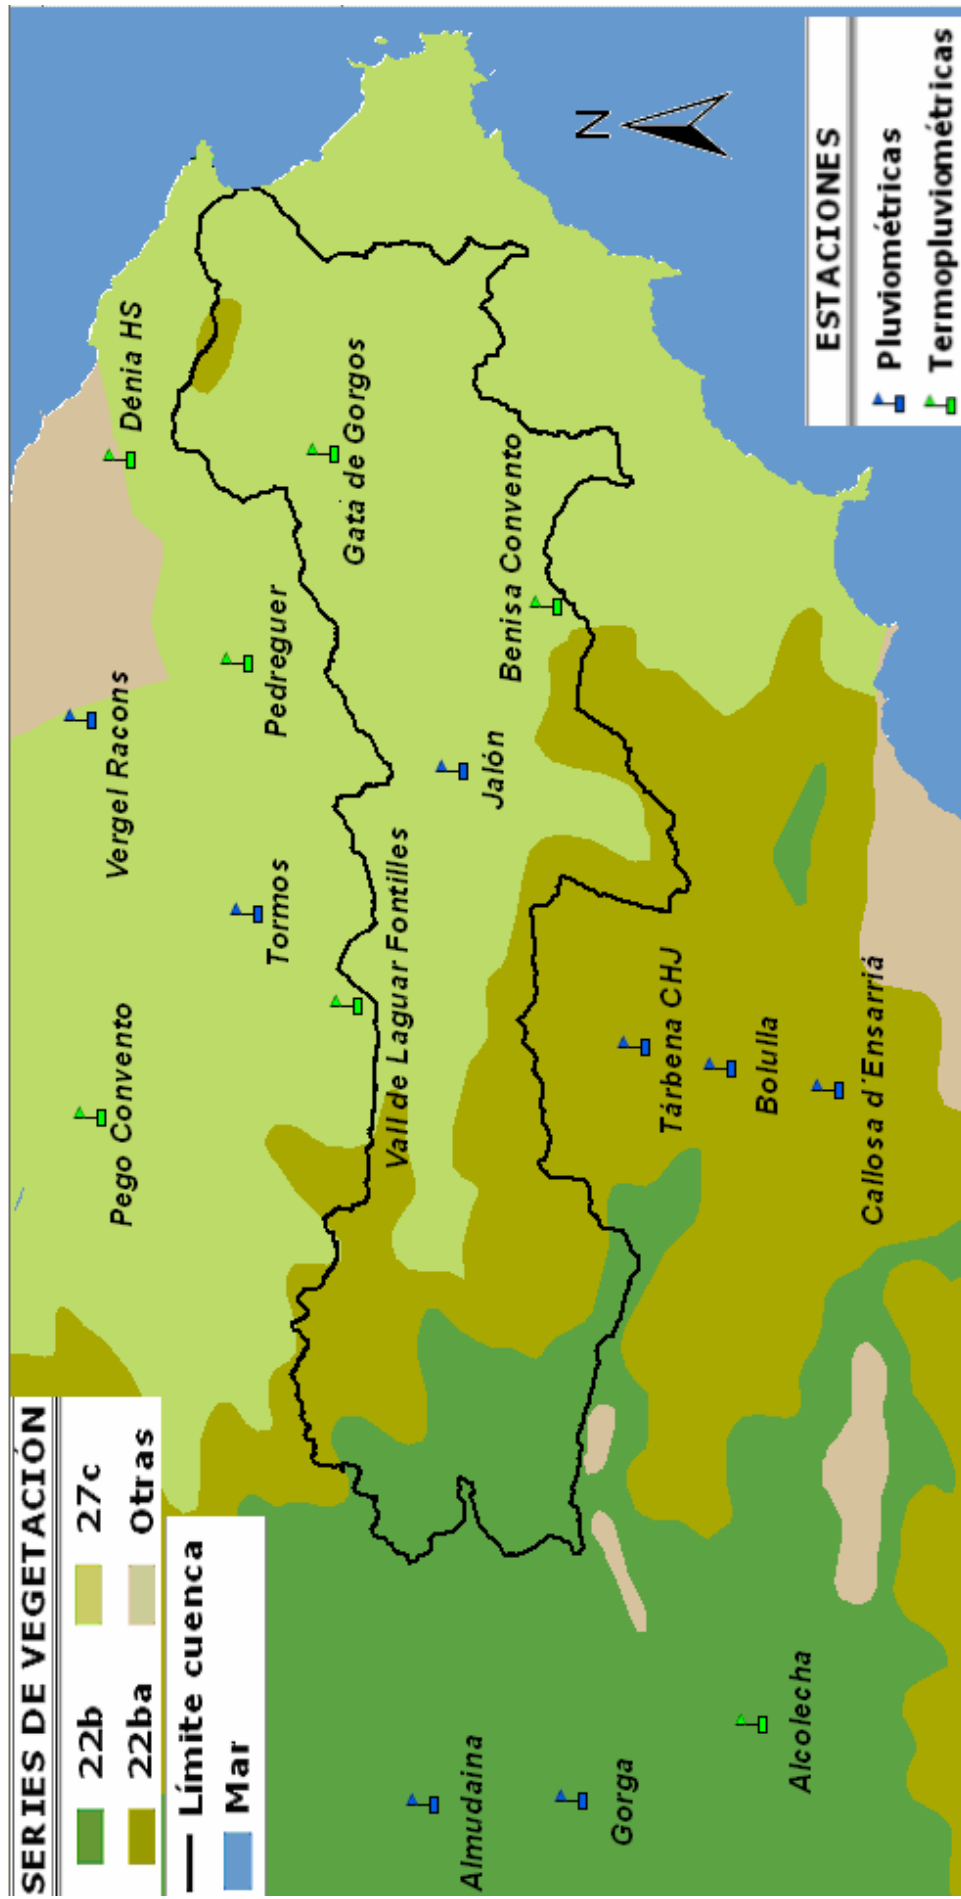 SERIES DE VEGETACIÓN
22b
27c
22ba
Otras
Límite cuenca
Mar
Pego Convento
Vergel Racons
Dénia HS
Tormos
Pedreguer
Gata de Gorgos
Vall de Laguar Fontilles
Jalón
Benisa Convento
Almudaina
Gorga
Alcolecha
Tárbena CHJ
Bolulla
Callosa d'Ensarriá
N
ESTACIONES
Pluviométricas
Termopluviométricas